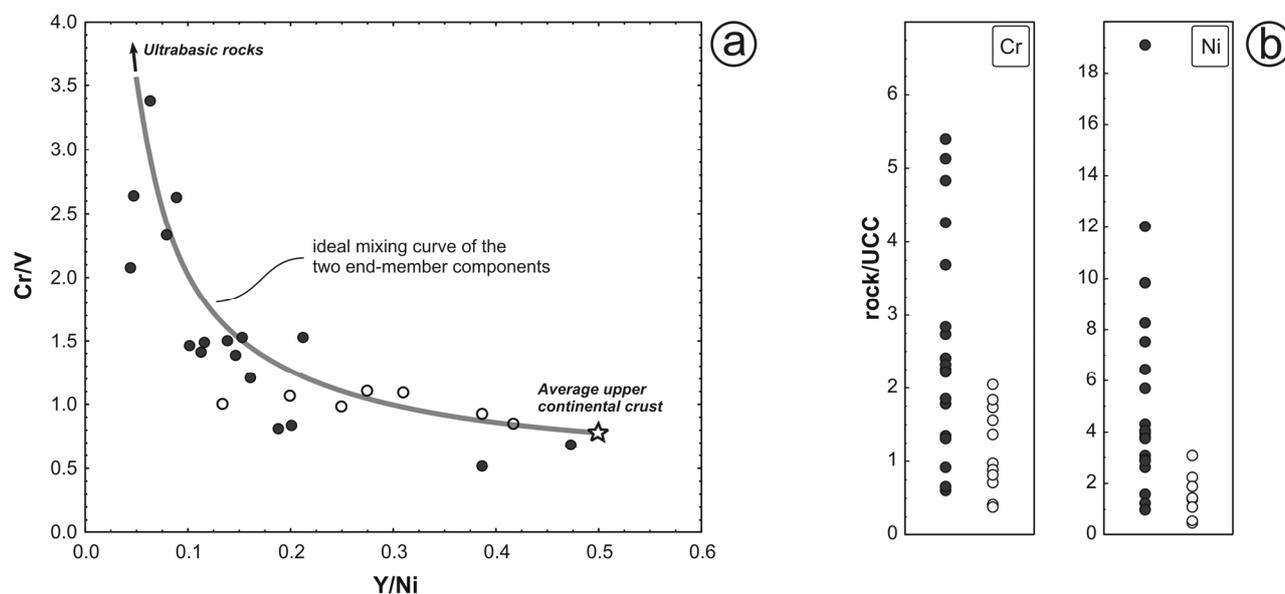 4.0
3.5
3.0
2.5
2.0
1.5
1.0
0.5
0.0
Cr/V
0.0 0.1 0.2 0.3 0.4 0.5 0.6
Y/Ni
Ultrabasic rocks
ideal mixing curve of the
two end-member components
Average upper
continental crust
a
rock/UCC
6
5
4
3
2
1
0
Cr
18
16
14
12
10
8
6
4
2
0
Ni
b